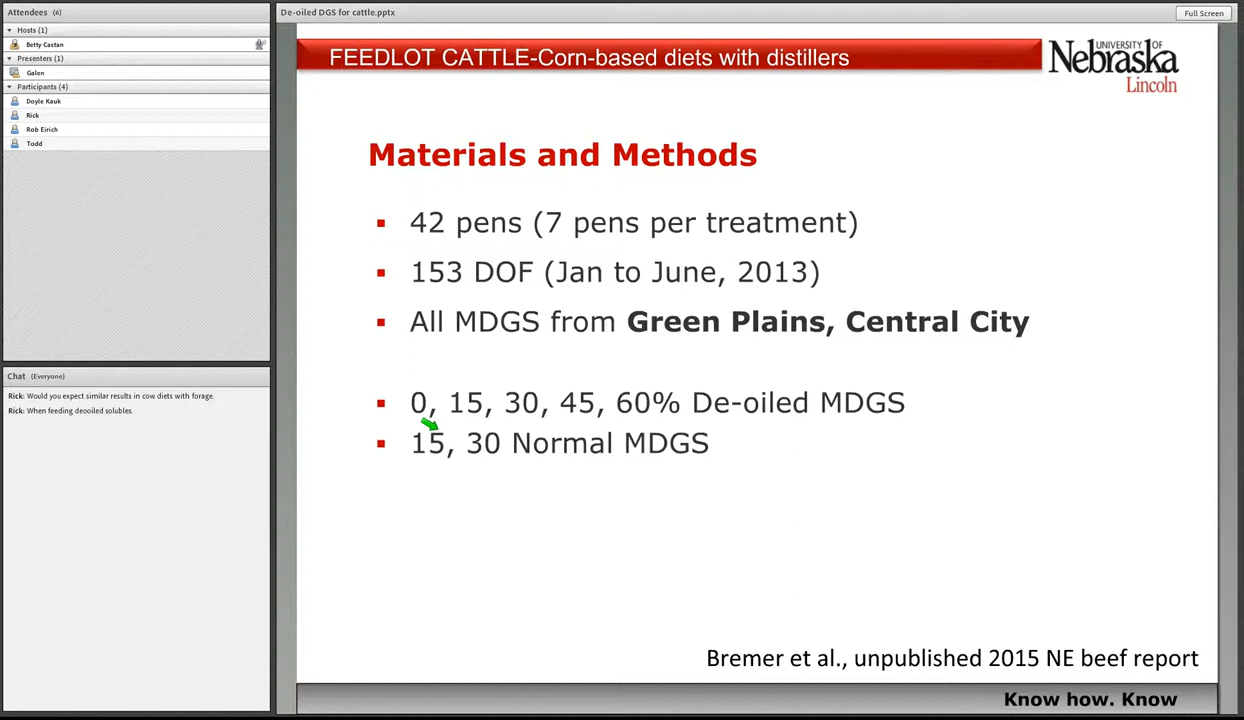 Attendees (6)
Hosts (1)
Betty Castan
Presenters (1)
Galen
Participants (4)
Doyle Kauk
Rick
Rob Eirich
Todd
Chat (Everyone)
Rick: Would you expect similar results in cow diets with forage.
Rick: When feeding deooiled solubles.
De-oiled DGS for cattle.pptx
Full Screen
FEEDLOT CATTLE-Corn-based diets with distillers
UNIVERSITY OF
Nebraska
Lincoln
Materials and Methods
42 pens (7 pens per treatment)
153 DOF (Jan to June, 2013)
All MDGS from Green Plains, Central City
0, 15, 30, 45, 60% De-oiled MDGS
15, 30 Normal MDGS
Bremer et al., unpublished 2015 NE beef report
Know how. Know